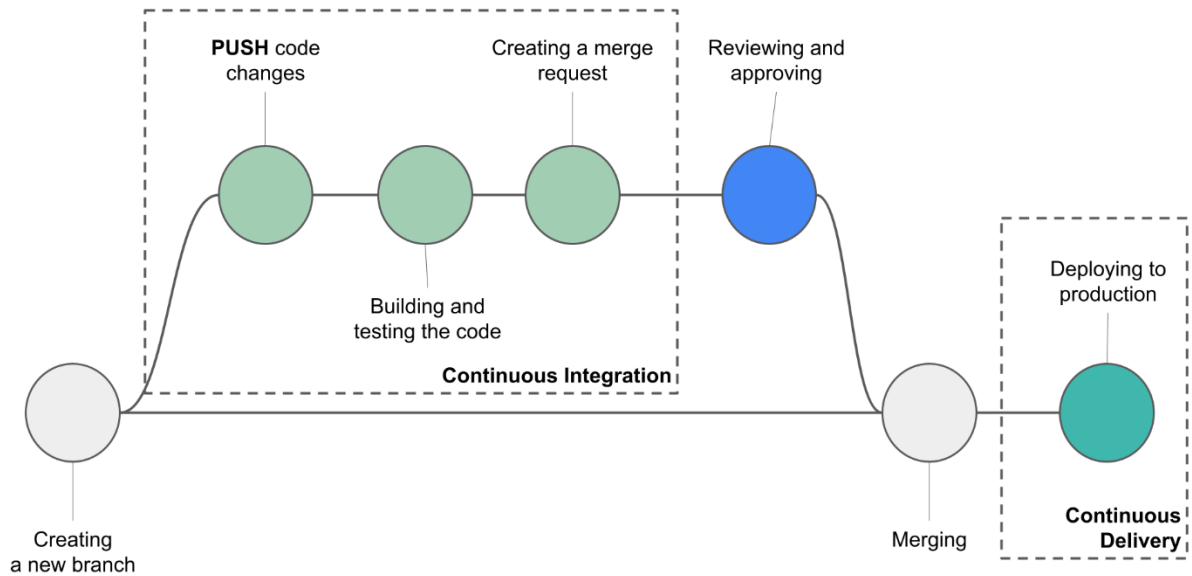 PUSH code
changes
Creating a merge
request
Reviewing and
approving
Building and
testing the code
Continuous Integration
Deploying to
production
Continuous
Delivery
Creating
a new branch
Merging